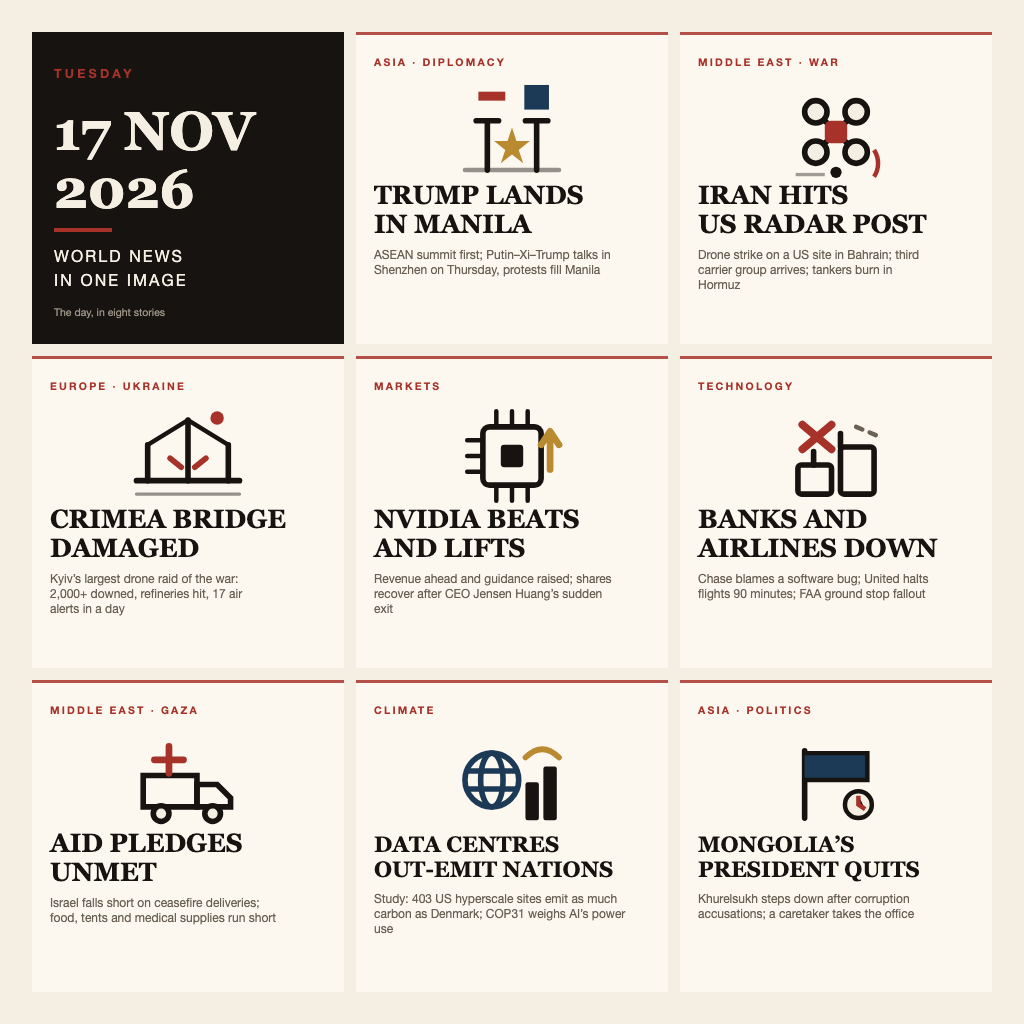 TUESDAY
17 NOV
2026
WORLD NEWS
IN ONE IMAGE
The day, in eight stories
ASIA · DIPLOMACY
TRUMP LANDS
IN MANILA
ASEAN summit first; Putin–Xi–Trump talks in
Shenzhen on Thursday, protests fill Manila
MIDDLE EAST · WAR
IRAN HITS
US RADAR POST
Drone strike on a US site in Bahrain; third
carrier group arrives; tankers burn in
Hormuz
EUROPE · UKRAINE
CRIMEA BRIDGE
DAMAGED
Kyiv’s largest drone raid of the war:
2,000+ downed, refineries hit, 17 air
alerts in a day
MARKETS
NVIDIA BEATS
AND LIFTS
Revenue ahead and guidance raised; shares
recover after CEO Jensen Huang’s sudden
exit
TECHNOLOGY
BANKS AND
AIRLINES DOWN
Chase blames a software bug; United halts
flights 90 minutes; FAA ground stop fallout
MIDDLE EAST · GAZA
AID PLEDGES
UNMET
Israel falls short on ceasefire deliveries;
food, tents and medical supplies run short
CLIMATE
DATA CENTRES
OUT-EMIT NATIONS
Study: 403 US hyperscale sites emit as much
carbon as Denmark; COP31 weighs AI’s power
use
ASIA · POLITICS
MONGOLIA’S
PRESIDENT QUITS
Khurelsukh steps down after corruption
accusations; a caretaker takes the office